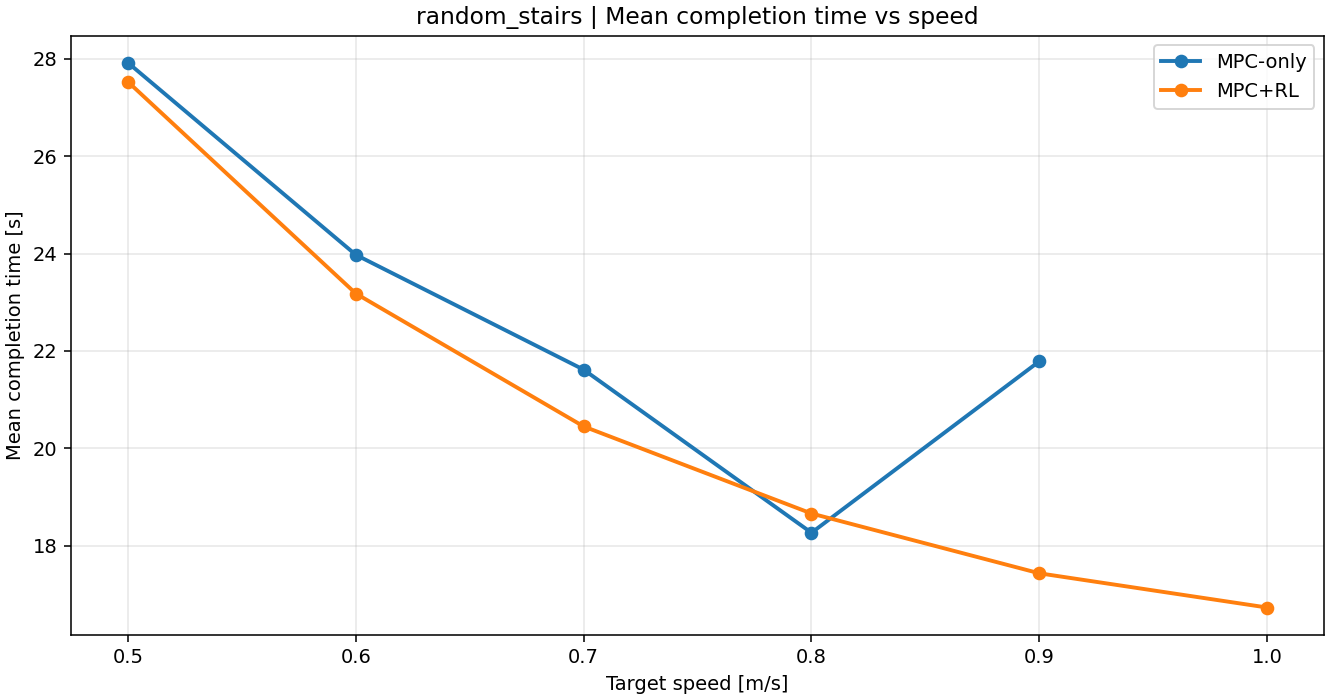 random_stairs | Mean completion time vs speed
MPC-only
MPC+RL
Mean completion time [s]
28
26
24
22
20
18
0.5 0.6 0.7 0.8 0.9 1.0
Target speed [m/s]